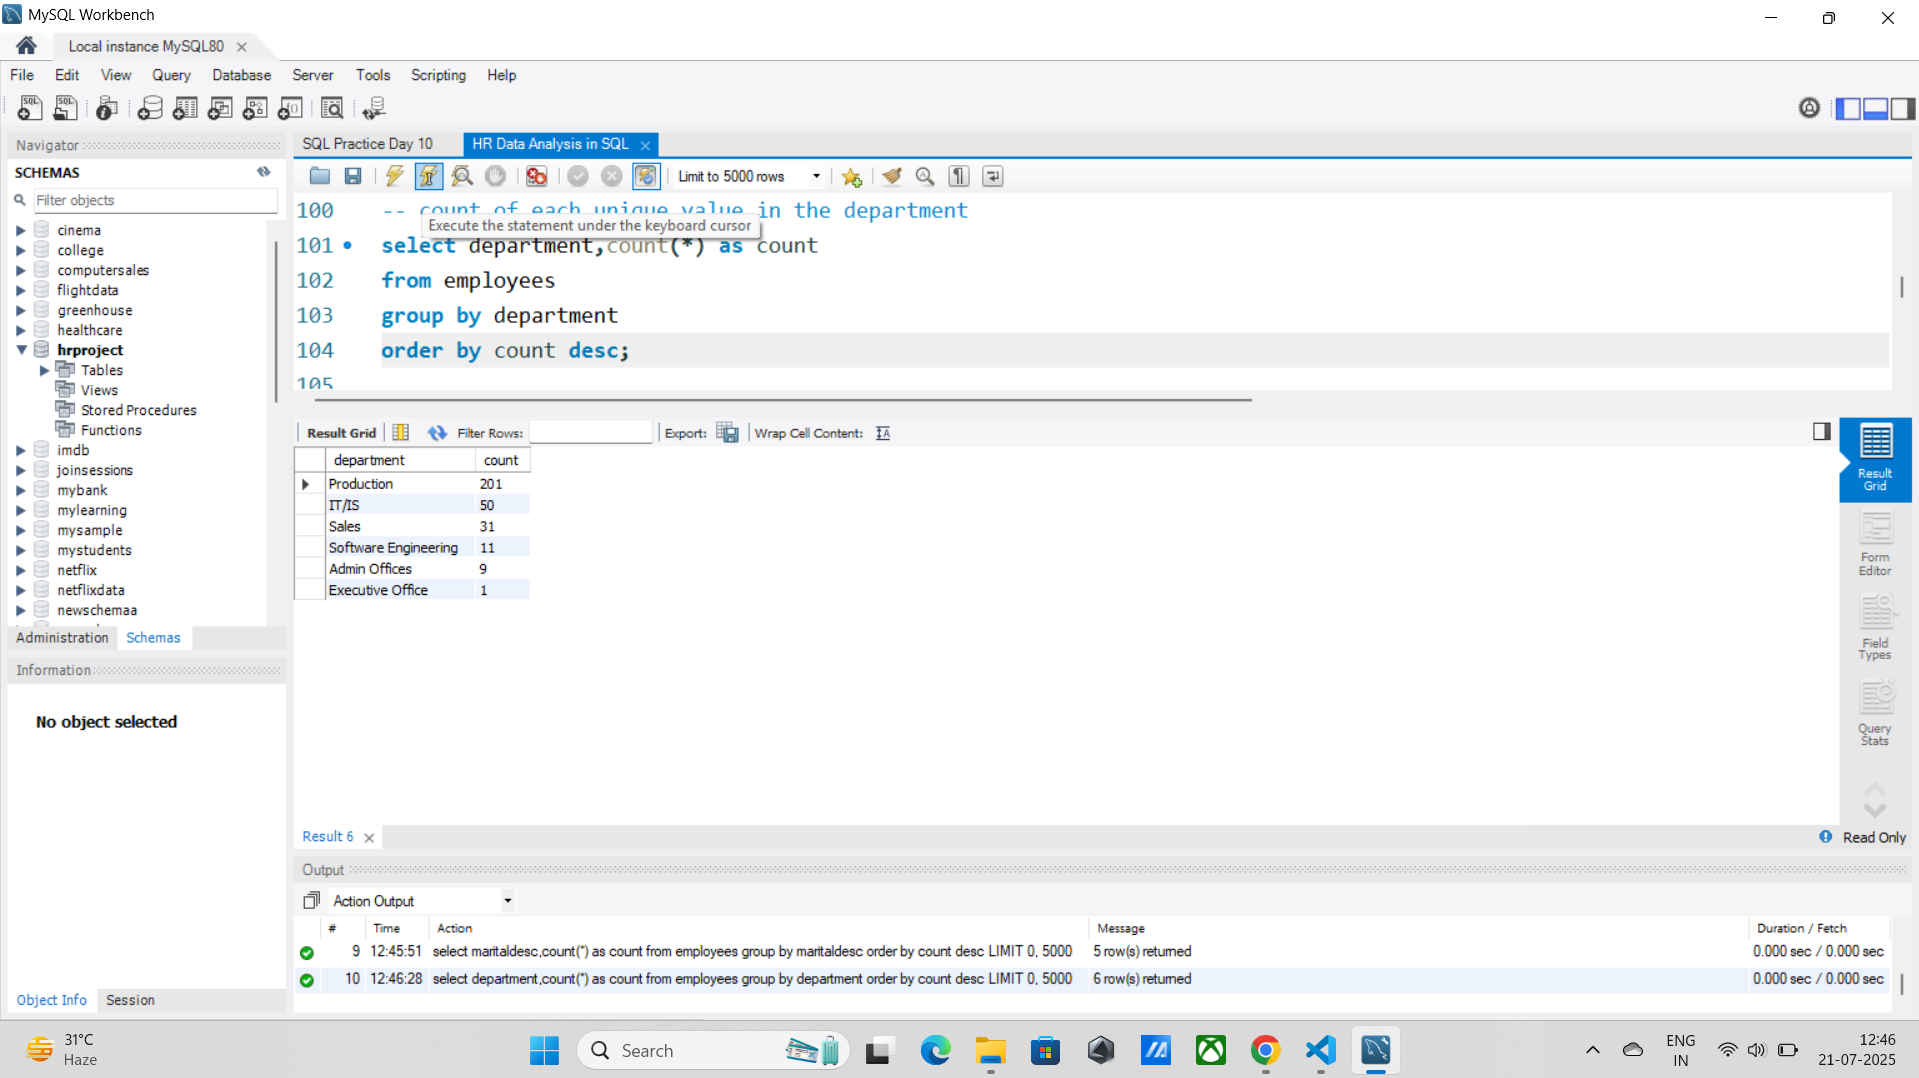 MySQL Workbench
Local instance MySQL80
File Edit View Query Database Server Tools Scripting Help
Navigator
SCHEMAS
Filter objects
cinema
college
computersales
flightdata
greenhouse
healthcare
hrproject
Tables
Views
Stored Procedures
Functions
imdb
joinsessions
mybank
mylearning
mysample
mystudents
netflix
netflixdata
newschemaa
Administration Schemas
Information
No object selected
Object Info Session
SQL Practice Day 10 HR Data Analysis in SQL
Limit to 5000 rows
100 -- count of each unique value in the department
Execute the statement under the keyboard cursor
101 select department,count(*) as count
102 from employees
103 group by department
104 order by count desc;
105
Result Grid Filter Rows: Export: Wrap Cell Content:
department count
Production 201
IT/IS 50
Sales 31
Software Engineering 11
Admin Offices 9
Executive Office 1
Result Grid
Form Editor
Field Types
Query Stats
Result 6
Read Only
Output
Action Output
# Time Action Message Duration / Fetch
9 12:45:51 select maritaldesc,count(*) as count from employees group by maritaldesc order by count desc LIMIT 0, 5000 5 row(s) returned 0.000 sec / 0.000 sec
10 12:46:28 select department,count(*) as count from employees group by department order by count desc LIMIT 0, 5000 6 row(s) returned 0.000 sec / 0.000 sec
31°C
Haze
Search
ENG
IN
12:46
21-07-2025